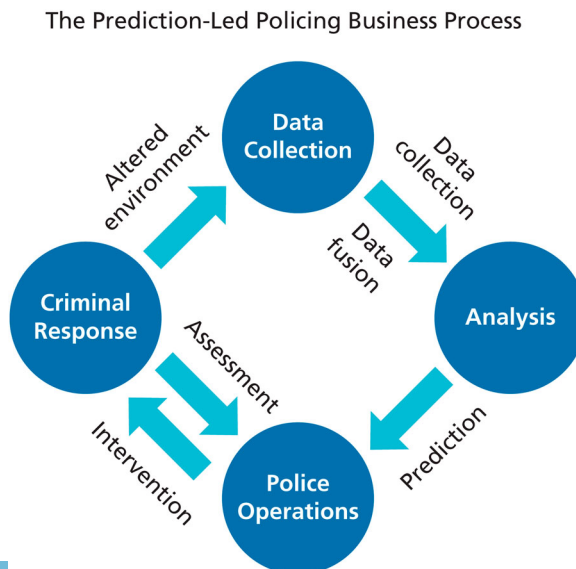 The Prediction-Led Policing Business Process
Data
Collection
Altered
environment
Data
collection
Data
fusion
Criminal
Response
Analysis
Assessment
Intervention
Prediction
Police
Operations